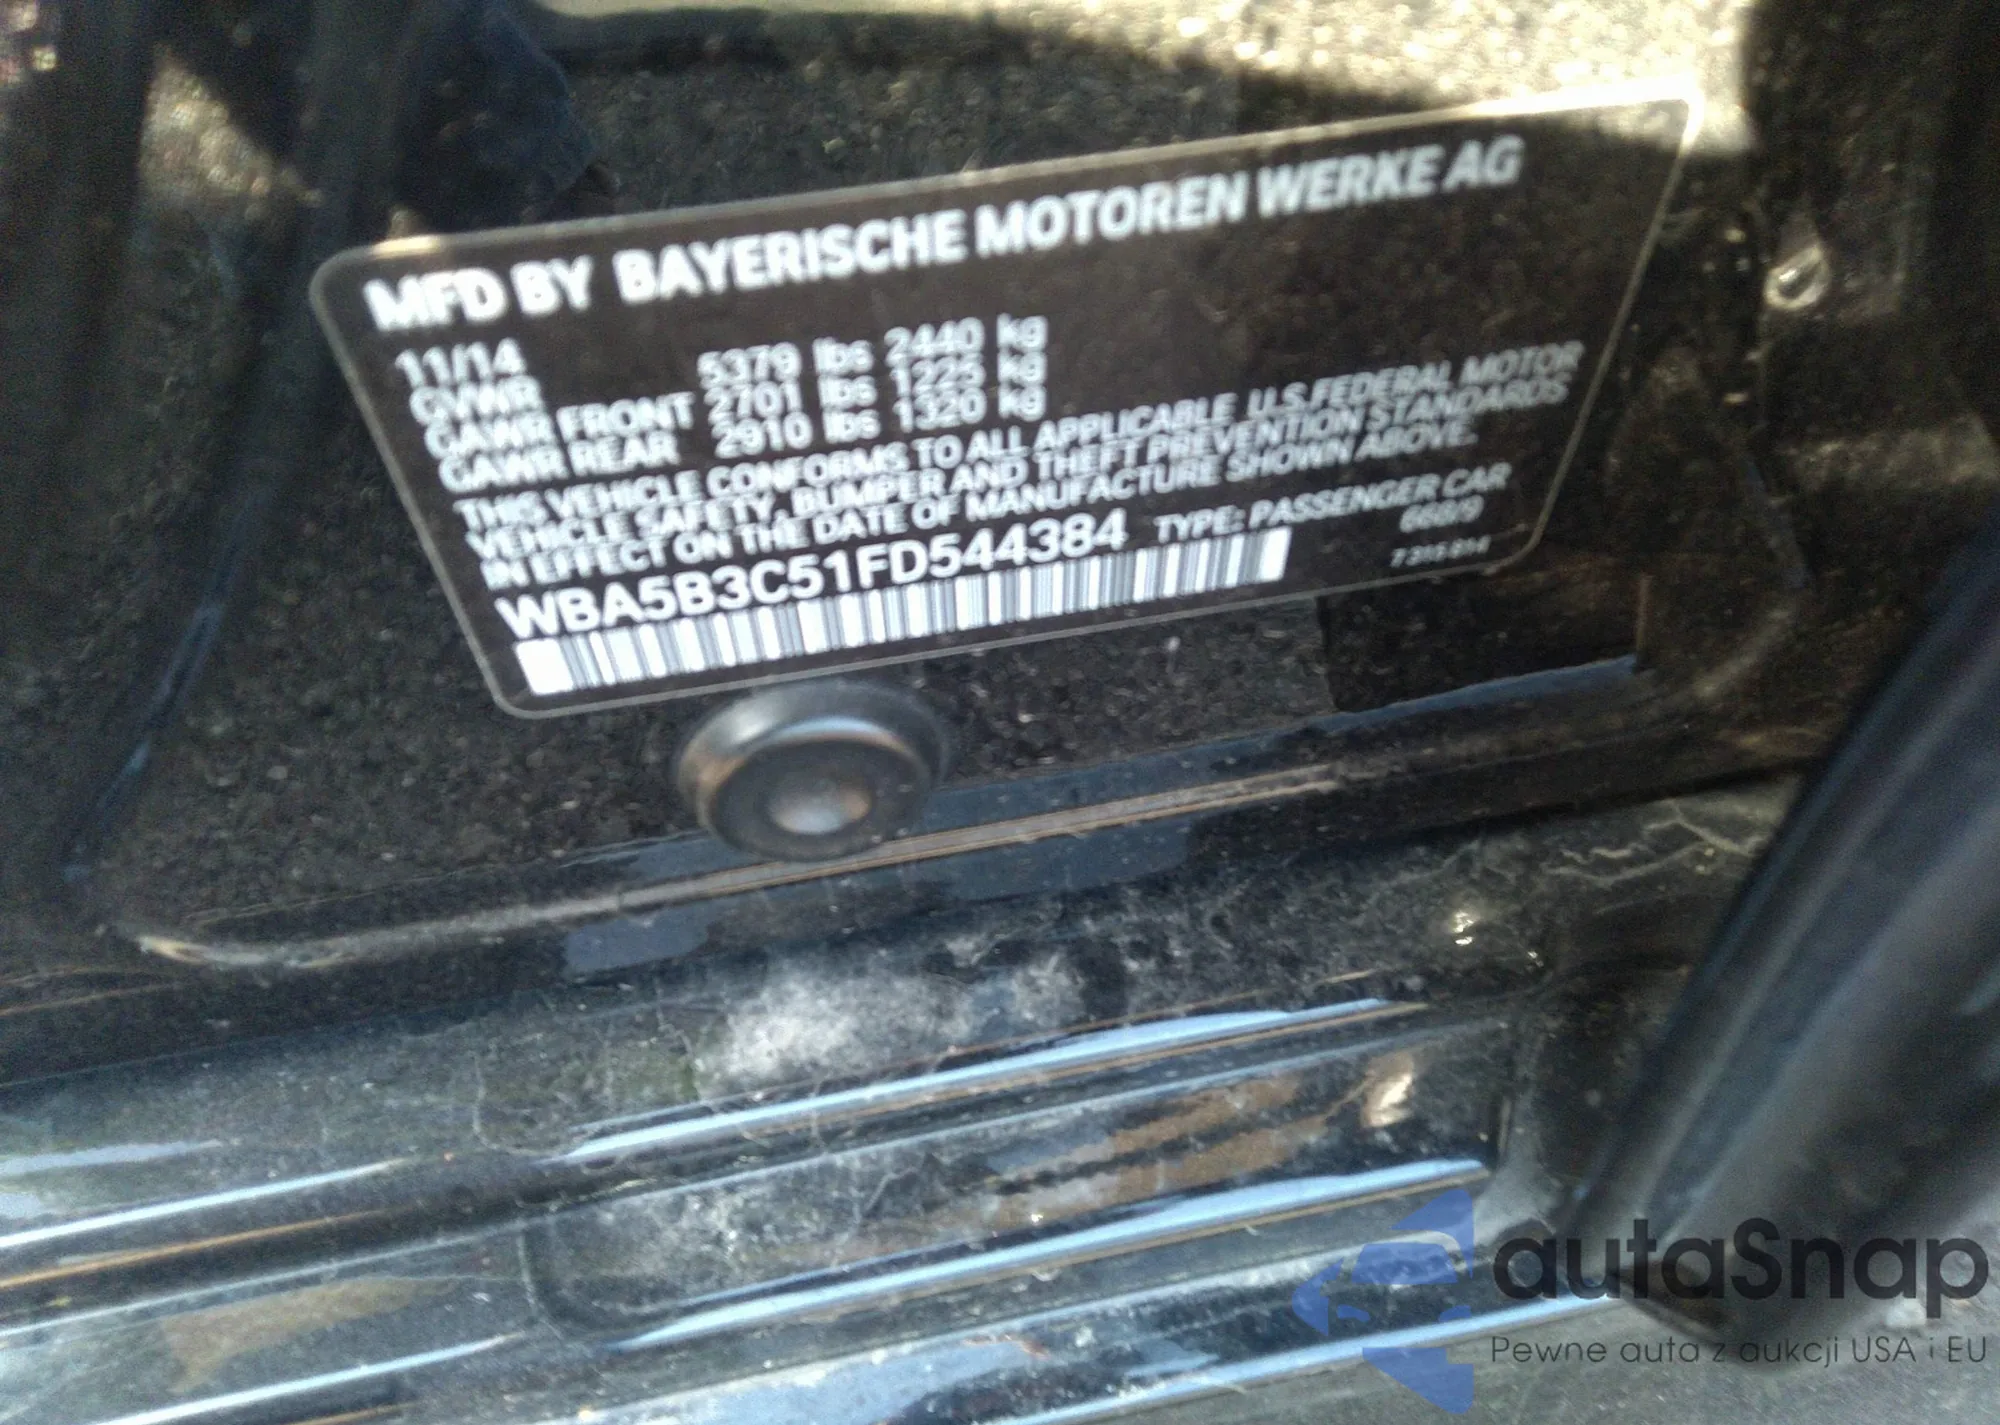 MFD BY BAYERISCHE MOTOREN WERKE AG
11/14
GVWR 5379 lbs 2440 kg
GAWR FRONT 2701 lbs 1225 kg
GAWR REAR 2910 lbs 1320 kg
THIS VEHICLE CONFORMS TO ALL APPLICABLE U.S.FEDERAL MOTOR
VEHICLE SAFETY, BUMPER AND THEFT PREVENTION STANDARDS
IN EFFECT ON THE DATE OF MANUFACTURE SHOWN ABOVE.
WBA5B3C51FD544384 TYPE: PASSENGER CAR
668/9
autaSnap
Pewne auta z aukcji USA i EU